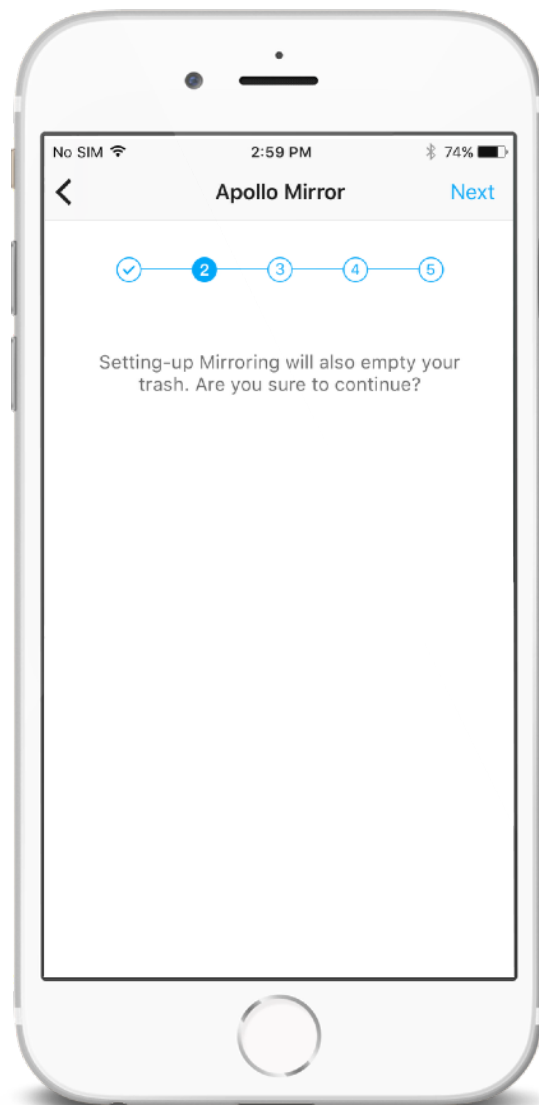 No SIM 2:59 PM 74%
Apollo Mirror Next
2 3 4 5
Setting-up Mirroring will also empty your
trash. Are you sure to continue?